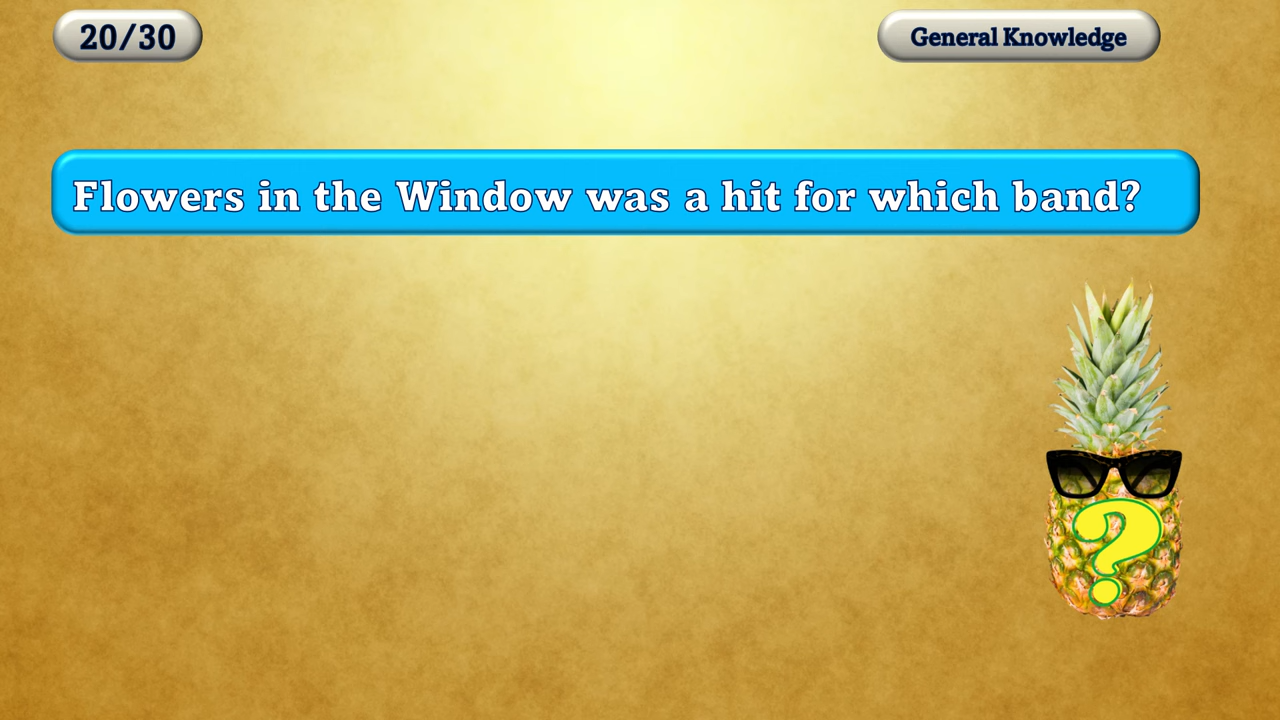 20/30
General Knowledge
Flowers in the Window was a hit for which band?
?